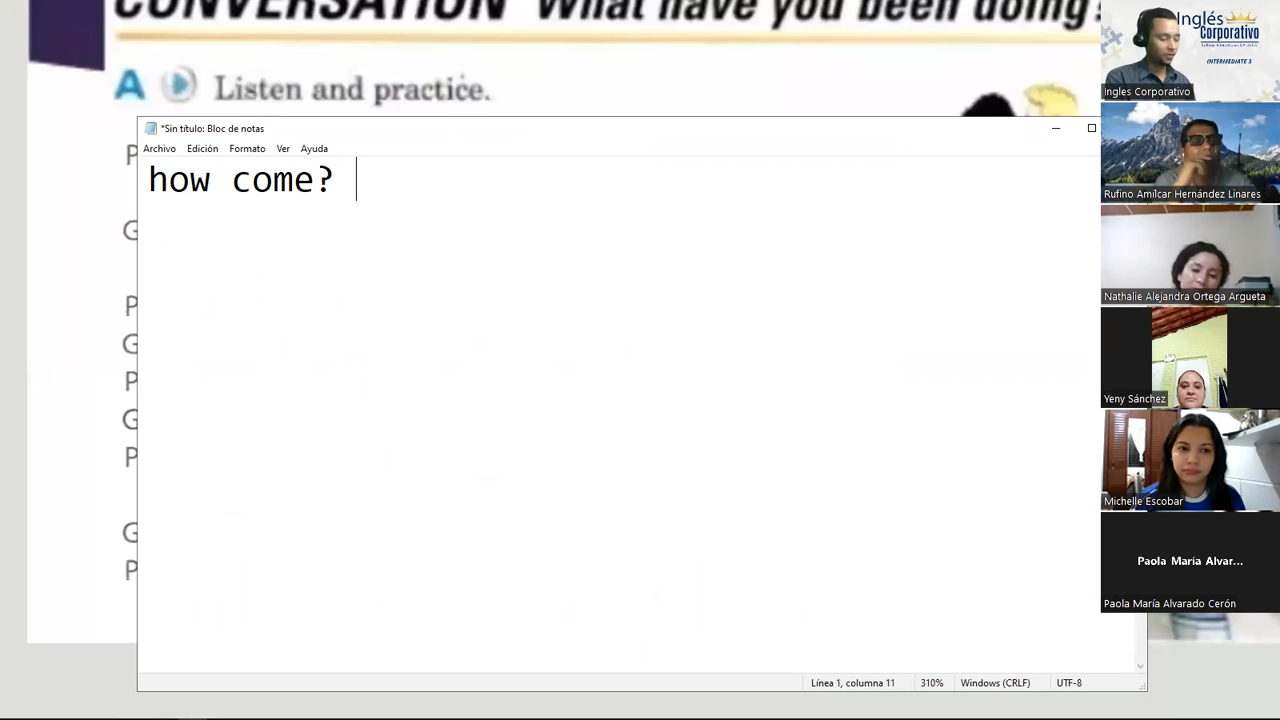 CONVERSATION What have you been doing?
A Listen and practice.
*Sin título: Bloc de notas
Archivo Edición Formato Ver Ayuda
how come?
P
G
P
G
P
G
P
G
P
Línea 1, columna 11 310% Windows (CRLF) UTF-8
Inglés
Corporativo
INTERMEDIATE 3
Ingles Corporativo
Rufino Amílcar Hernández Linares
Nathalie Alejandra Ortega Argueta
Yeny Sánchez
Michelle Escobar
Paola María Alvar...
Paola María Alvarado Cerón